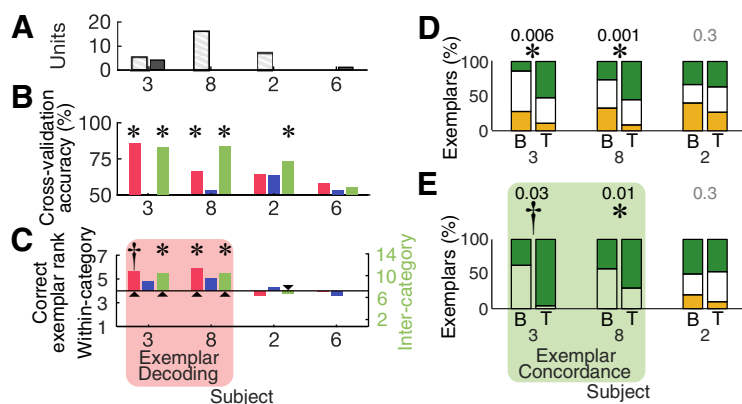 A
Units
20
10
0
3 8 2 6
B
Cross-validation
accuracy (%)
100
75
50
* * * * *
3 8 2 6
C
Correct
exemplar rank
Within-category
7
5
3
1
† * * *
14
10
6
2
Inter-category
3 8 2 6
Exemplar
Decoding
Subject
D
Exemplars (%)
100
50
0
0.006 0.001 0.3
* *
B T B T B T
3 8 2
E
Exemplars (%)
100
50
0
0.03 0.01 0.3
† *
B T B T B T
3 8 2
Exemplar
Concordance
Subject